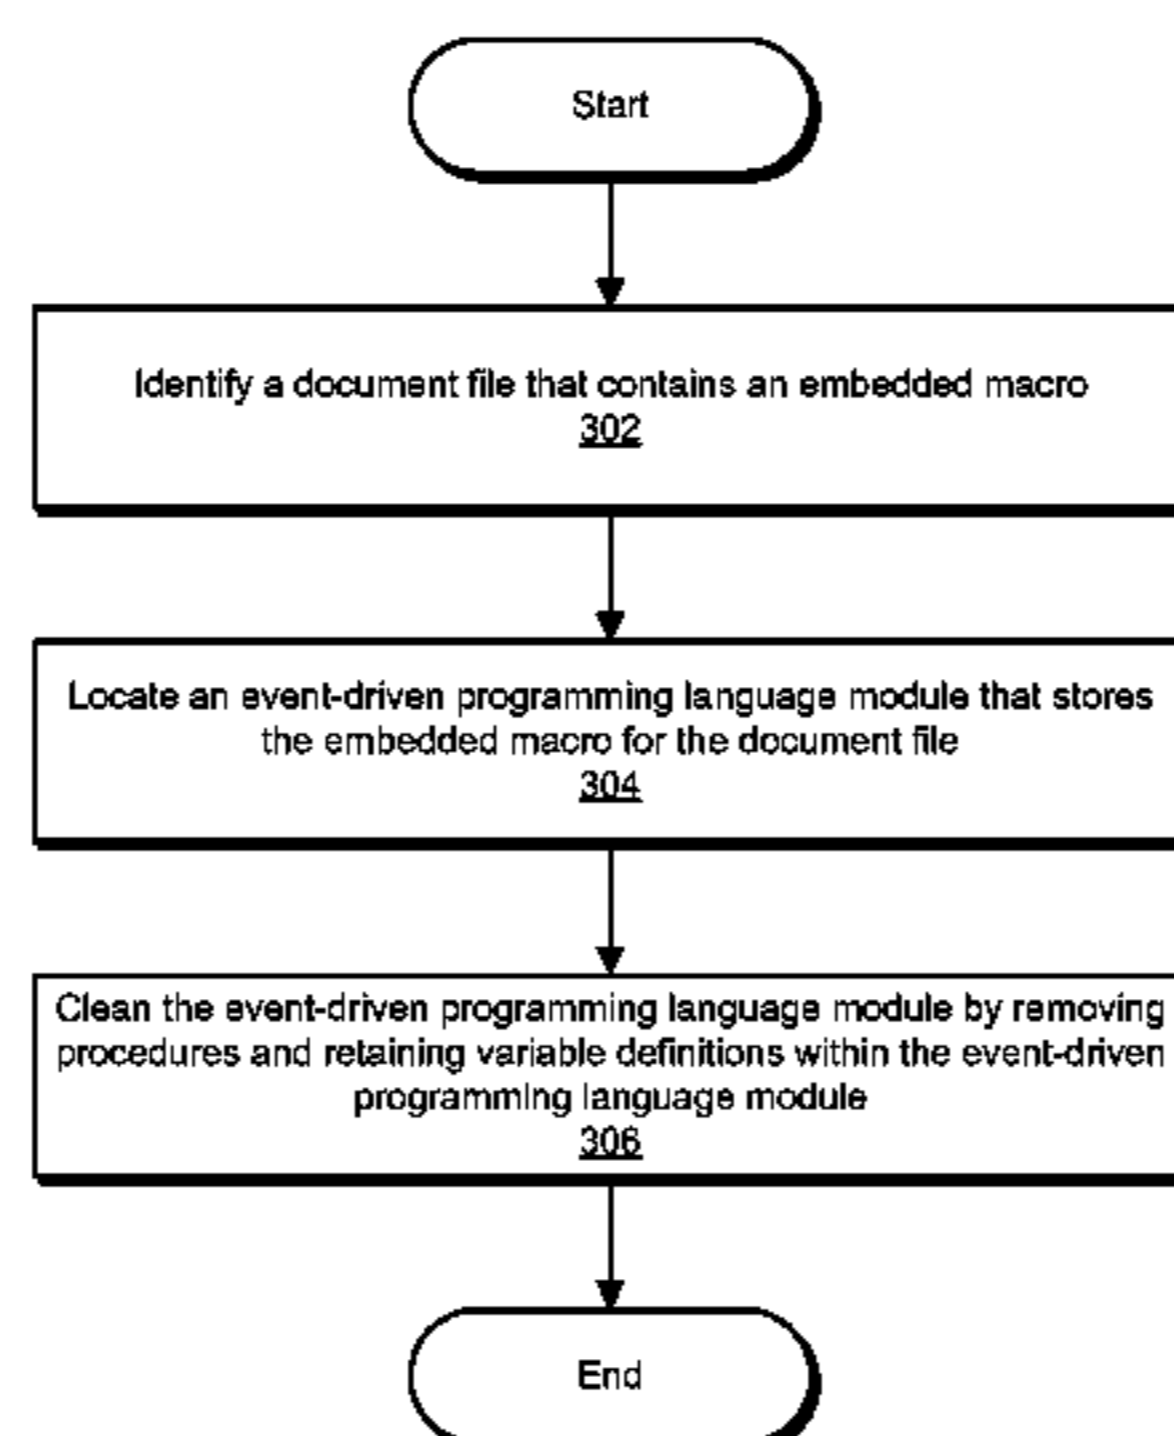 Start
Identify a document file that contains an embedded macro
302
Locate an event-driven programming language module that stores
the embedded macro for the document file
304
Clean the event-driven programming language module by removing
procedures and retaining variable definitions within the event-driven
programming language module
306
End